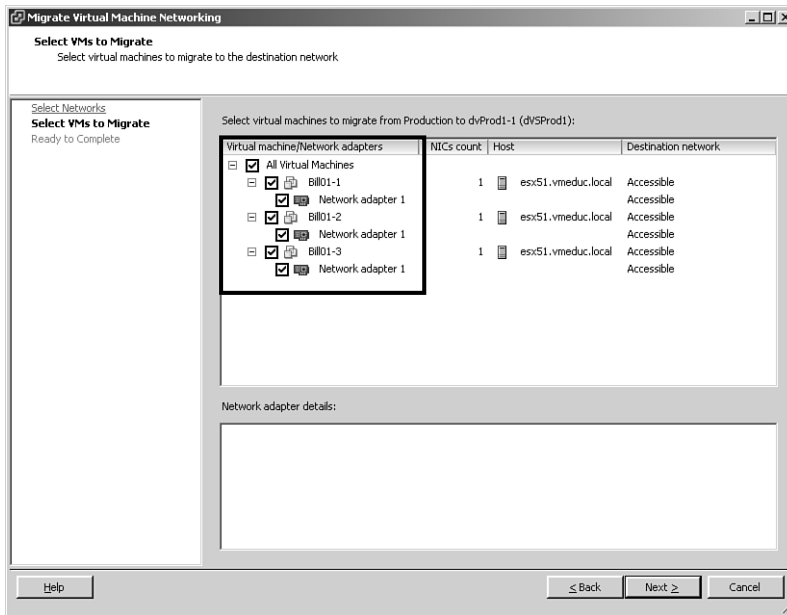 Migrate Virtual Machine Networking
Select VMs to Migrate
Select virtual machines to migrate to the destination network
Select Networks
Select VMs to Migrate
Ready to Complete
Select virtual machines to migrate from Production to dvProd1-1 (dVSProd1):
Virtual machine/Network adapters NICs count Host Destination network
All Virtual Machines
Bill01-1 1 esx51.vmeduc.local Accessible
Network adapter 1 Accessible
Bill01-2 1 esx51.vmeduc.local Accessible
Network adapter 1 Accessible
Bill01-3 1 esx51.vmeduc.local Accessible
Network adapter 1 Accessible
Network adapter details:
Help < Back Next > Cancel